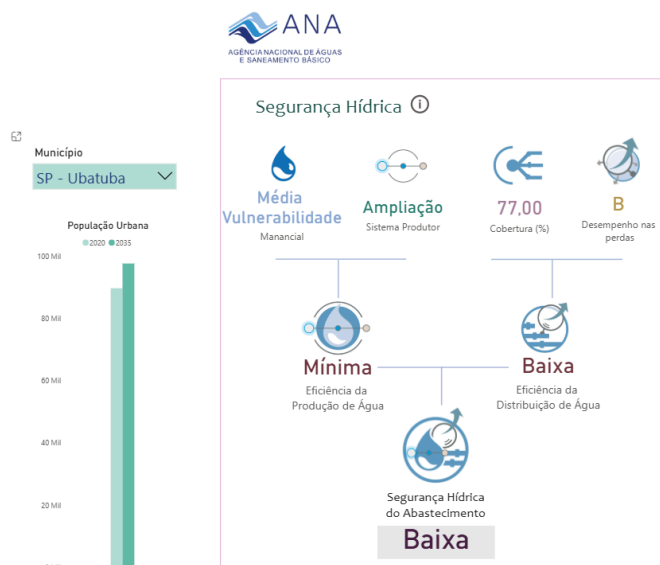 ANA
AGÊNCIA NACIONAL DE ÁGUAS
E SANEAMENTO BÁSICO
Segurança Hídrica
Município
SP - Ubatuba
Média
Vulnerabilidade
Manancial
Ampliação
Sistema Produtor
77,00
Cobertura (%)
B
Desempenho nas
perdas
População Urbana
2020 2035
100 Mil
80 Mil
60 Mil
40 Mil
20 Mil
Mínima
Eficiência da
Produção de Água
Baixa
Eficiência da
Distribuição de Água
Segurança Hídrica
do Abastecimento
Baixa